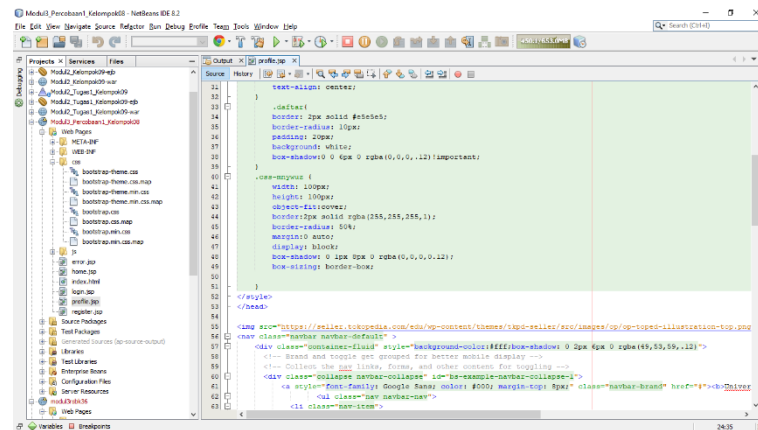 Modul3_Percobaan1_Kelompok08 - NetBeans IDE 8.2
File Edit View Navigate Source Refactor Run Debug Profile Team Tools Window Help
Search (Ctrl+I)
Projects Services Files
Output profile.jsp
Source History
Debugging
Modul2_Kelompok09-ejb
Modul2_Kelompok09-war
Modul2_Tugas1_Kelompok09
Modul2_Tugas1_Kelompok09-ejb
Modul2_Tugas1_Kelompok09-war
Modul3_Percobaan1_Kelompok08
Web Pages
META-INF
WEB-INF
css
bootstrap-theme.css
bootstrap-theme.css.map
bootstrap-theme.min.css
bootstrap-theme.min.css.map
bootstrap.css
bootstrap.css.map
bootstrap.min.css
bootstrap.min.css.map
js
error.jsp
home.jsp
index.html
login.jsp
profile.jsp
register.jsp
Source Packages
Test Packages
Generated Sources (ap-source-output)
Libraries
Test Libraries
Enterprise Beans
Configuration Files
Server Resources
modul3rbk36
Web Pages
31 text-align: center;
32 }
33 .daftar{
34 border: 2px solid #e5e5e5;
35 border-radius: 10px;
36 padding: 20px;
37 background: white;
38 box-shadow:0 0 6px 0 rgba(0,0,0,.12)!important;
39 }
40 .css-mnywur {
41 width: 100px;
42 height: 100px;
43 object-fit:cover;
44 border:2px solid rgba(255,255,255,1);
45 border-radius: 50%;
46 margin:0 auto;
47 display: block;
48 box-shadow: 0 1px 8px 0 rgba(0,0,0,0.12);
49 box-sizing: border-box;
50
51 }
52 </style>
53 </head>
54
55 <img src="https://seller.tokopedia.com/edu/wp-content/themes/tkpd-seller/src/images/cp/op-toped-illustration-top.png
56 <nav class="navbar navbar-default" >
57 <div class="container-fluid" style="background-color:#fff;box-shadow: 0 2px 6px 0 rgba(69,53,59,.12)">
58 <!-- Brand and toggle get grouped for better mobile display -->
59 <!-- Collect the nav links, forms, and other content for toggling -->
60 <div class="collapse navbar-collapse" id="bs-example-navbar-collapse-1">
61 <a style="font-family: Google Sans; color: #000; margin-top: 8px;" class="navbar-brand" href="#"><b>Univer
62 <ul class="nav navbar-nav">
63 <li class="nav-item">
Variables Breakpoints
24:35